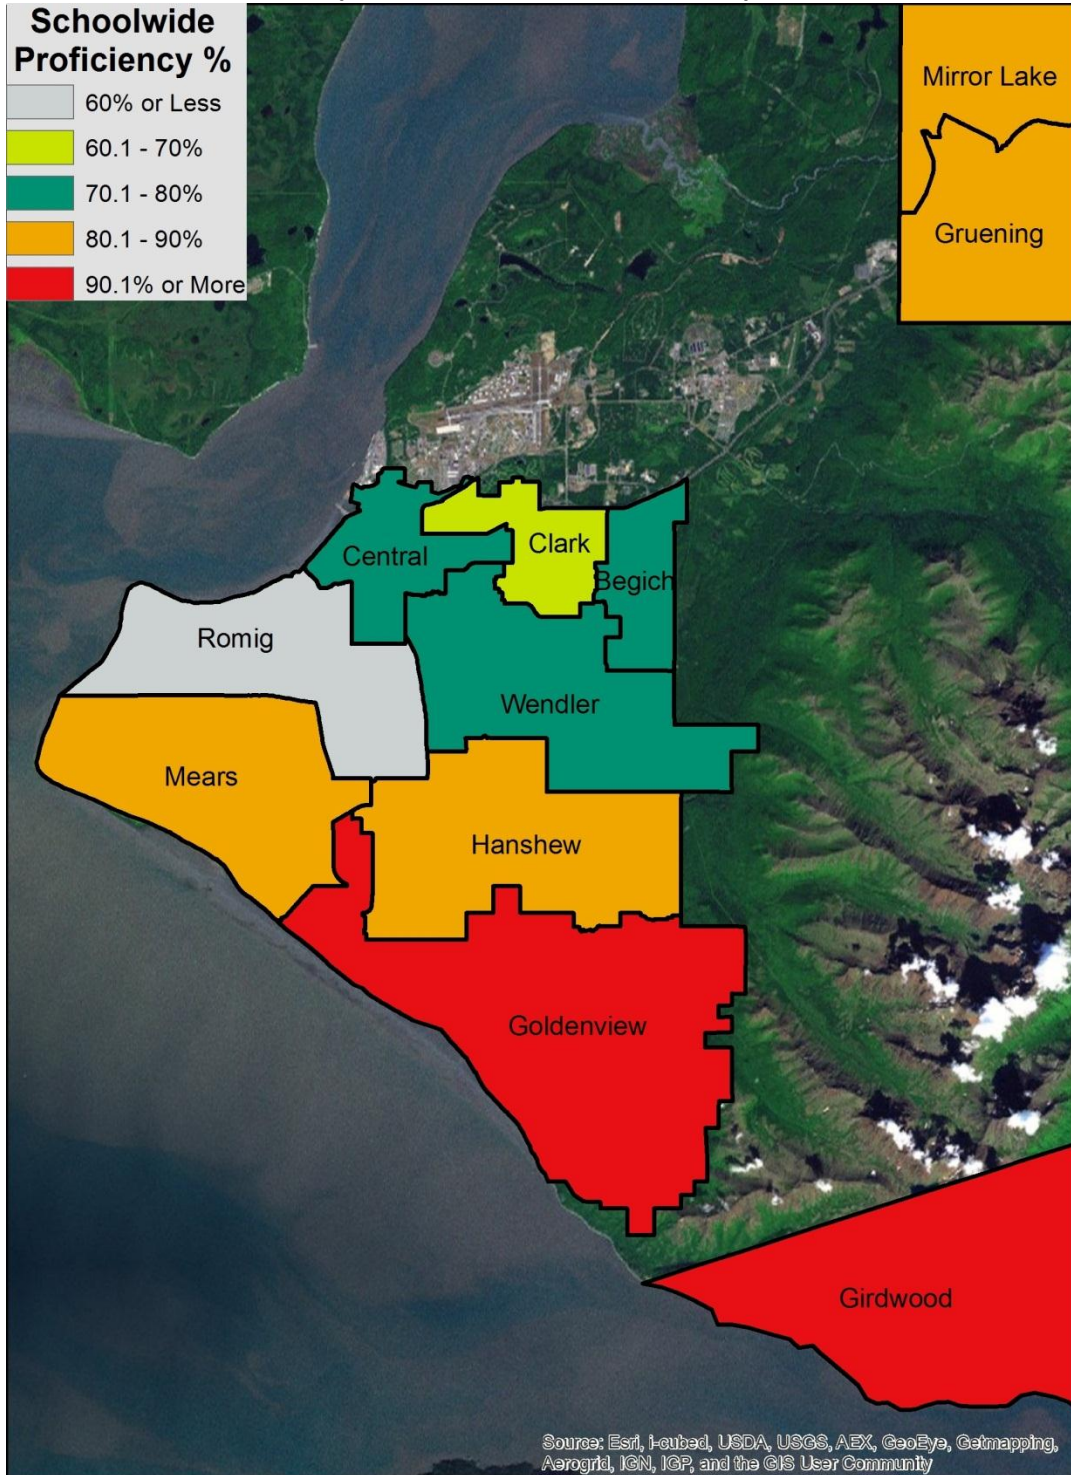 Schoolwide
Proficiency %
60% or Less
60.1 - 70%
70.1 - 80%
80.1 - 90%
90.1% or More
Mirror Lake
Gruening
Central
Clark
Begich
Romig
Wendler
Mears
Hanshew
Goldenview
Girdwood
Source: Esri, i-cubed, USDA, USGS, AEX, GeoEye, Getmapping,
Aerogrid, IGN, IGP, and the GIS User Community